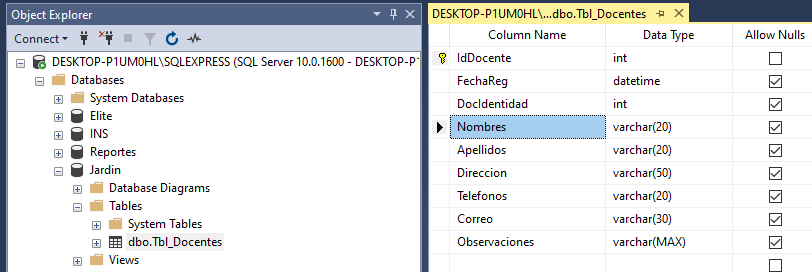 Object Explorer
Connect
DESKTOP-P1UM0HL\SQLEXPRESS (SQL Server 10.0.1600 - DESKTOP-P1
Databases
System Databases
Elite
INS
Reportes
Jardin
Database Diagrams
Tables
System Tables
dbo.Tbl_Docentes
Views
DESKTOP-P1UM0HL\...dbo.Tbl_Docentes
Column Name Data Type Allow Nulls
IdDocente int
FechaReg datetime
DocIdentidad int
Nombres varchar(20)
Apellidos varchar(20)
Direccion varchar(50)
Telefonos varchar(20)
Correo varchar(30)
Observaciones varchar(MAX)